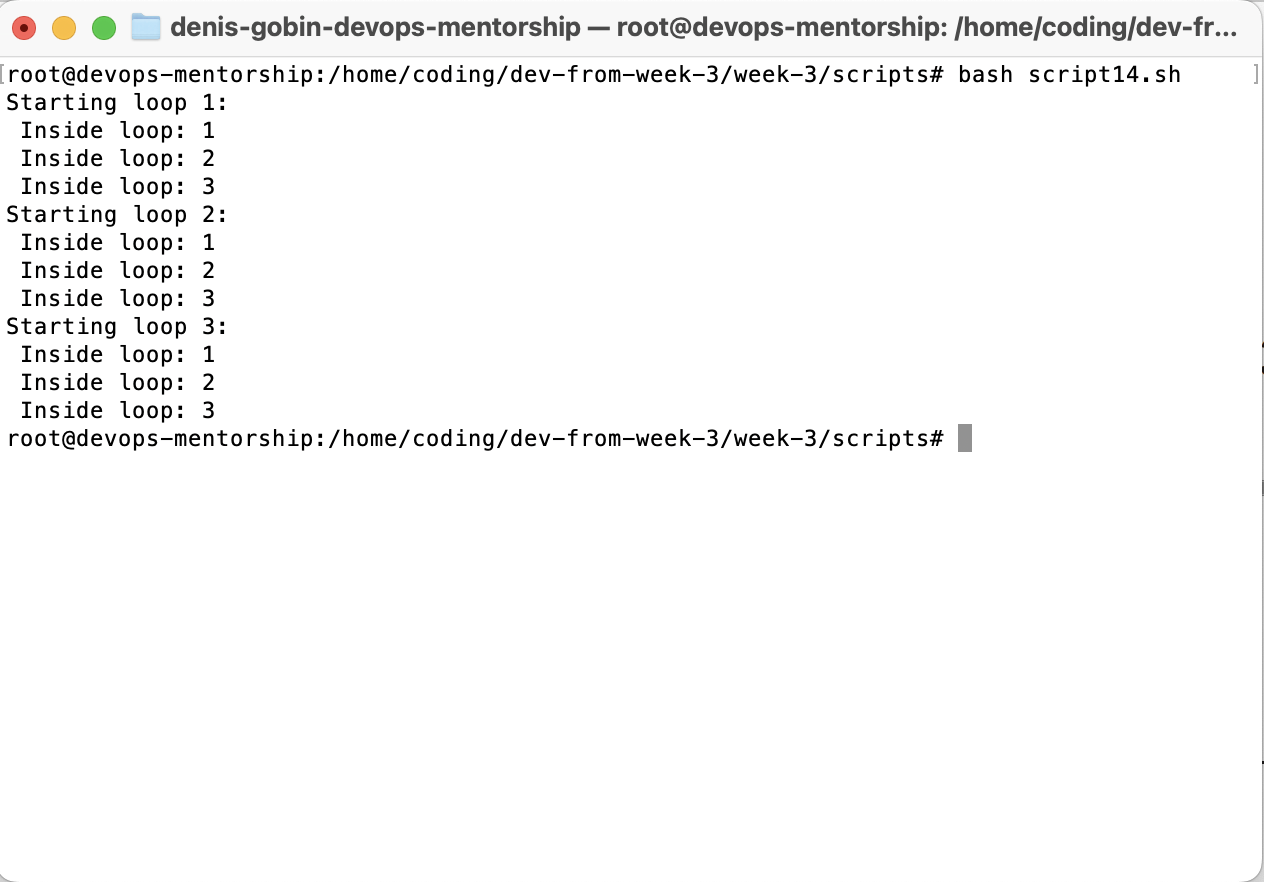 denis-gobin-devops-mentorship — root@devops-mentorship: /home/coding/dev-fr...
[root@devops-mentorship:/home/coding/dev-from-week-3/week-3/scripts# bash script14.sh ]
Starting loop 1:
 Inside loop: 1
 Inside loop: 2
 Inside loop: 3
Starting loop 2:
 Inside loop: 1
 Inside loop: 2
 Inside loop: 3
Starting loop 3:
 Inside loop: 1
 Inside loop: 2
 Inside loop: 3
root@devops-mentorship:/home/coding/dev-from-week-3/week-3/scripts#